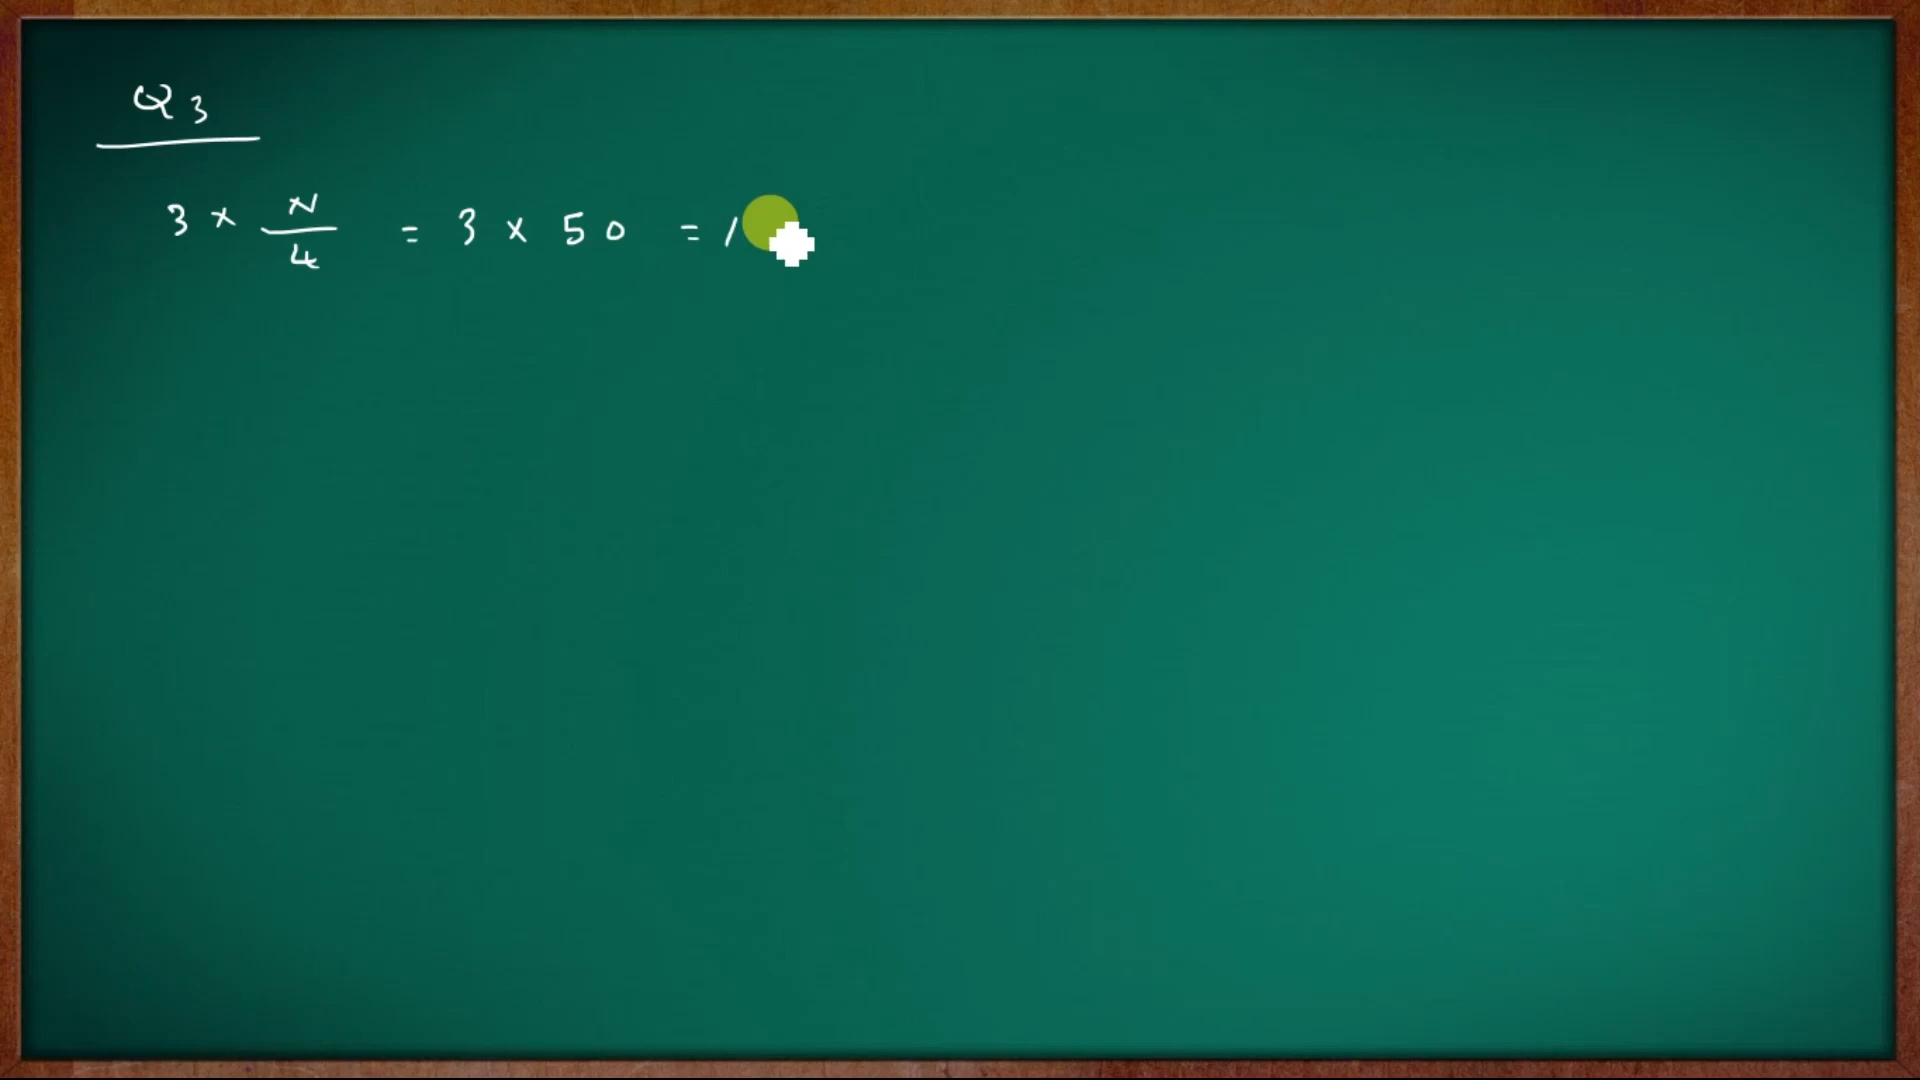 Q3
3 × N/4 = 3 × 50 = 1